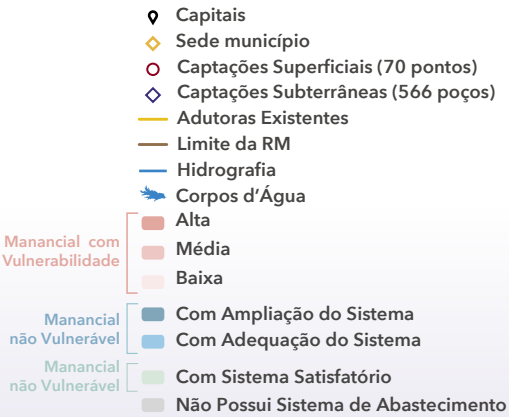 Capitais
Sede município
Captações Superficiais (70 pontos)
Captações Subterrâneas (566 poços)
Adutoras Existentes
Limite da RM
Hidrografia
Corpos d'Água
Manancial com
Vulnerabilidade
Alta
Média
Baixa
Manancial
não Vulnerável
Com Ampliação do Sistema
Com Adequação do Sistema
Manancial
não Vulnerável
Com Sistema Satisfatório
Não Possui Sistema de Abastecimento